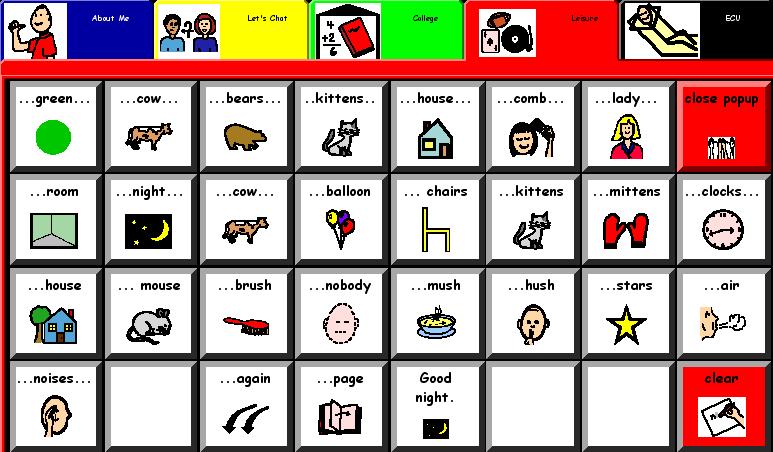 About Me
Let's Chat
College
Leisure
ECU
4
+2
6
...green...
...cow...
...bears...
...kittens..
...house...
...comb...
...lady...
close popup
...room
...night...
...cow...
...balloon
... chairs
...kittens
...mittens
...clocks...
...house
... mouse
...brush
...nobody
...mush
...hush
...stars
...air
...noises...
...again
...page
Good
night.
clear